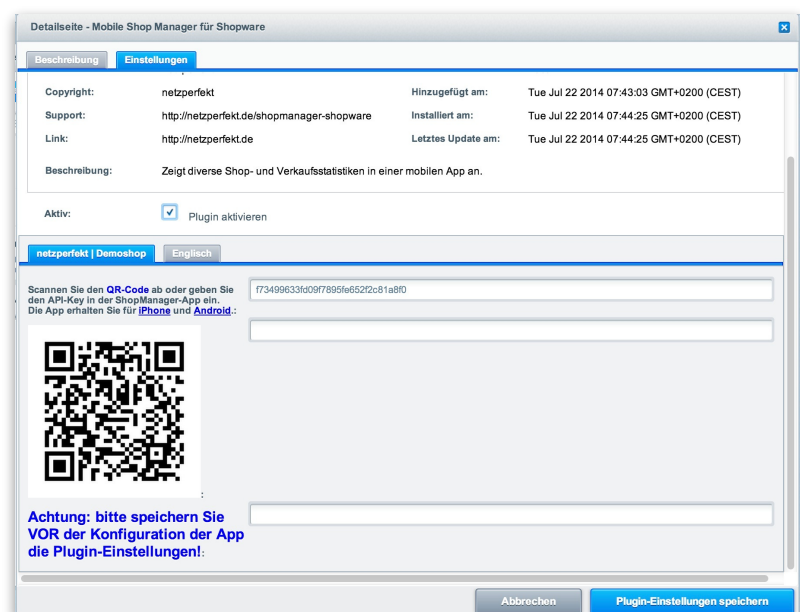 Detailseite - Mobile Shop Manager für Shopware
Beschreibung Einstellungen
Copyright: netzperfekt Hinzugefügt am: Tue Jul 22 2014 07:43:03 GMT+0200 (CEST)
Support: http://netzperfekt.de/shopmanager-shopware Installiert am: Tue Jul 22 2014 07:44:25 GMT+0200 (CEST)
Link: http://netzperfekt.de Letztes Update am: Tue Jul 22 2014 07:44:25 GMT+0200 (CEST)
Beschreibung: Zeigt diverse Shop- und Verkaufsstatistiken in einer mobilen App an.
Aktiv: Plugin aktivieren
netzperfekt | Demoshop Englisch
Scannen Sie den QR-Code ab oder geben Sie
den API-Key in der ShopManager-App ein.
Die App erhalten Sie für iPhone und Android.:
f73499633fd09f7895fe652f2c81a8f0
:
Achtung: bitte speichern Sie
VOR der Konfiguration der App
die Plugin-Einstellungen!:
Abbrechen Plugin-Einstellungen speichern